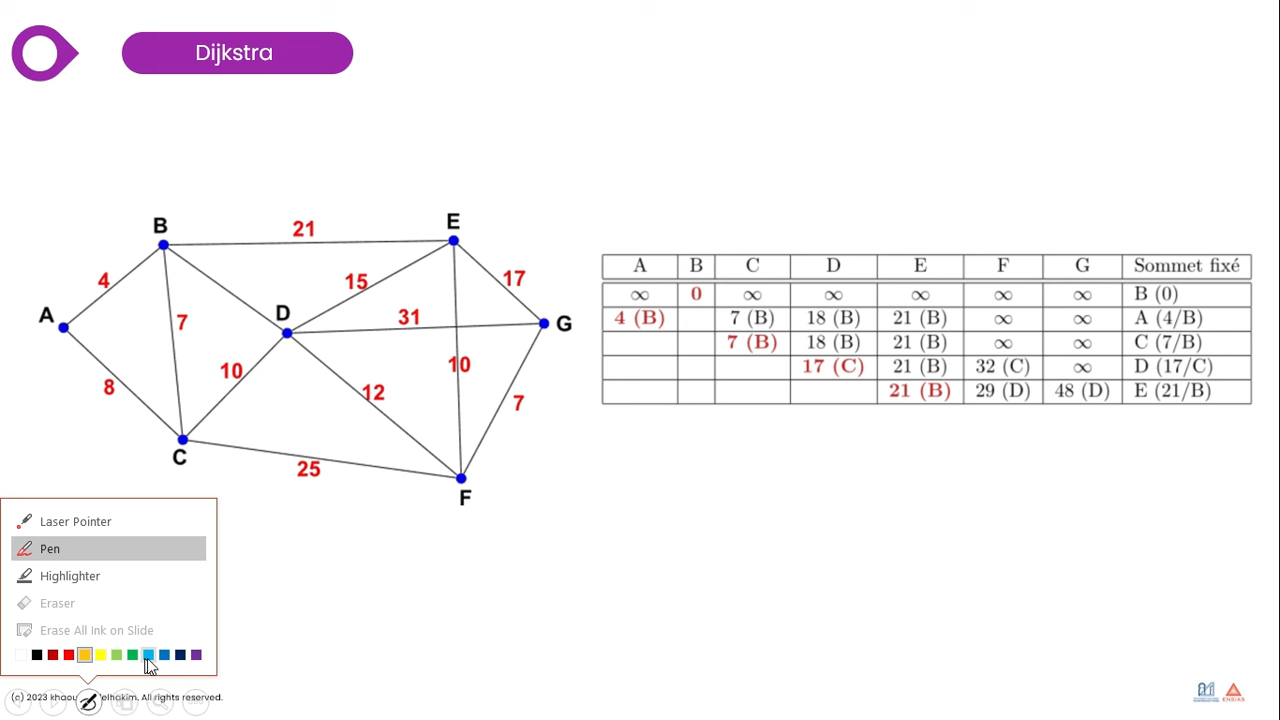 Dijkstra
B
21
E
4
15
17
A
7
D
31
G
8
10
10
12
7
C
25
F
A B C D E F G Sommet fixé
∞ 0 ∞ ∞ ∞ ∞ ∞ B (0)
4 (B) 7 (B) 18 (B) 21 (B) ∞ ∞ A (4/B)
7 (B) 18 (B) 21 (B) ∞ ∞ C (7/B)
17 (C) 21 (B) 32 (C) ∞ D (17/C)
21 (B) 29 (D) 48 (D) E (21/B)
Laser Pointer
Pen
Highlighter
Eraser
Erase All Ink on Slide
(c) 2023 All rights reserved.
ENSIAS